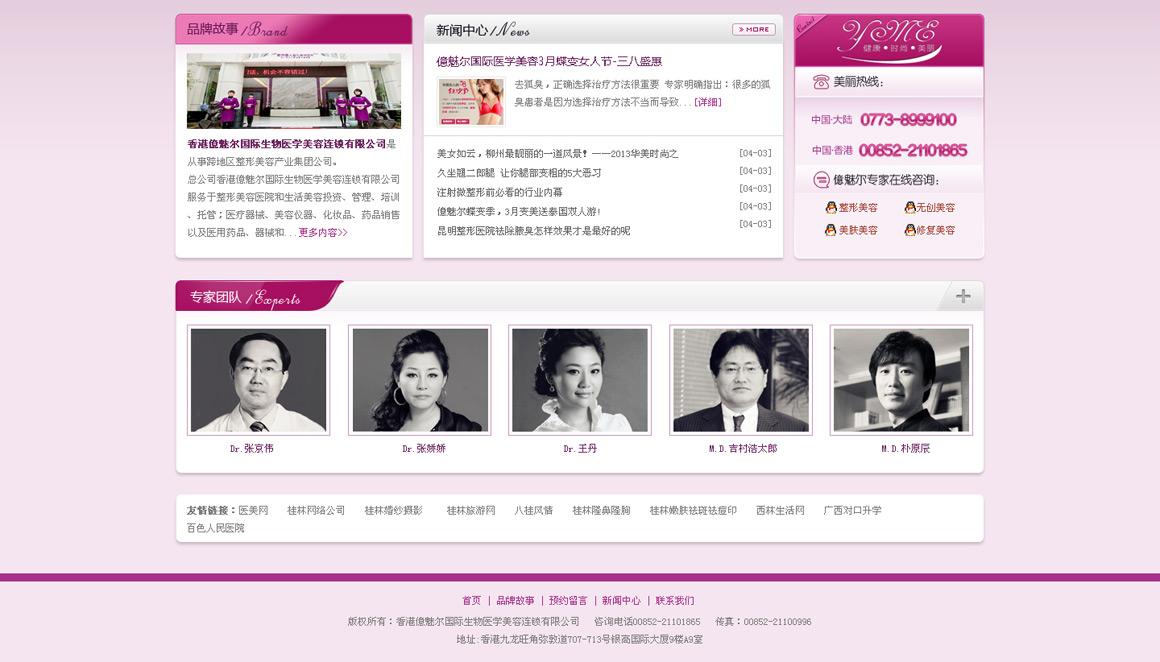 品牌故事 / Brand
新闻中心 / News
MORE
Contact
YSME
健康 • 时尚 • 美丽
香港億魅尔国际生物医学美容连锁有限公司是
从事跨地区整形美容产业集团公司。
总公司香港億魅尔国际生物医学美容连锁有限公司
服务于整形美容医院和生活美容投资、管理、培训
、托管；医疗器械、美容仪器、化妆品、药品销售
以及医用药品、器械和...更多内容>>
億魅尔国际医学美容3月蝶变女人节-三八盛惠
去狐臭，正确选择治疗方法很重要 专家明确指出：很多的狐
臭患者是因为选择治疗方法不当而导致...[详细]
美女如云，柳州最靓丽的一道风景！——2013华美时尚之 [04-03]
久坐翘二郎腿 让你腿部变粗的5大恶习 [04-03]
注射微整形前必看的行业内幕 [04-03]
億魅尔蝶变季，3月变美送泰国双人游! [04-03]
昆明整形医院祛除腋臭怎样效果才是最好的呢 [04-03]
美丽热线：
中国·大陆 0773-8999100
中国·香港 00852-21101865
億魅尔专家在线咨询：
整形美容 无创美容
美肤美容 修复美容
专家团队 / Experts
Dr.张京伟
Dr.张娇娇
Dr.王丹
M.D.吉村浩太郎
M.D.朴原辰
友情链接：医美网 桂林网络公司 桂林婚纱摄影 桂林旅游网 八桂风情 桂林隆鼻隆胸 桂林嫩肤祛斑祛痘印 西林生活网 广西对口升学
百色人民医院
首页 | 品牌故事 | 预约留言 | 新闻中心 | 联系我们
版权所有：香港億魅尔国际生物医学美容连锁有限公司 咨询电话00852-21101865 传真：00852-21100996
地址:香港九龙旺角弥敦道707-713号银高国际大厦9楼A9室